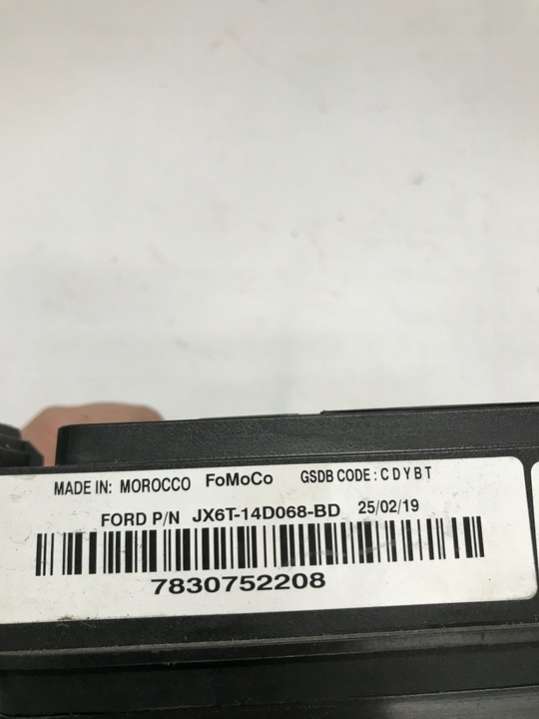 MADE IN: MOROCCO FoMoCo GSDB CODE : C D Y B T
FORD P/N JX6T-14D068-BD 25/02/19
7830752208